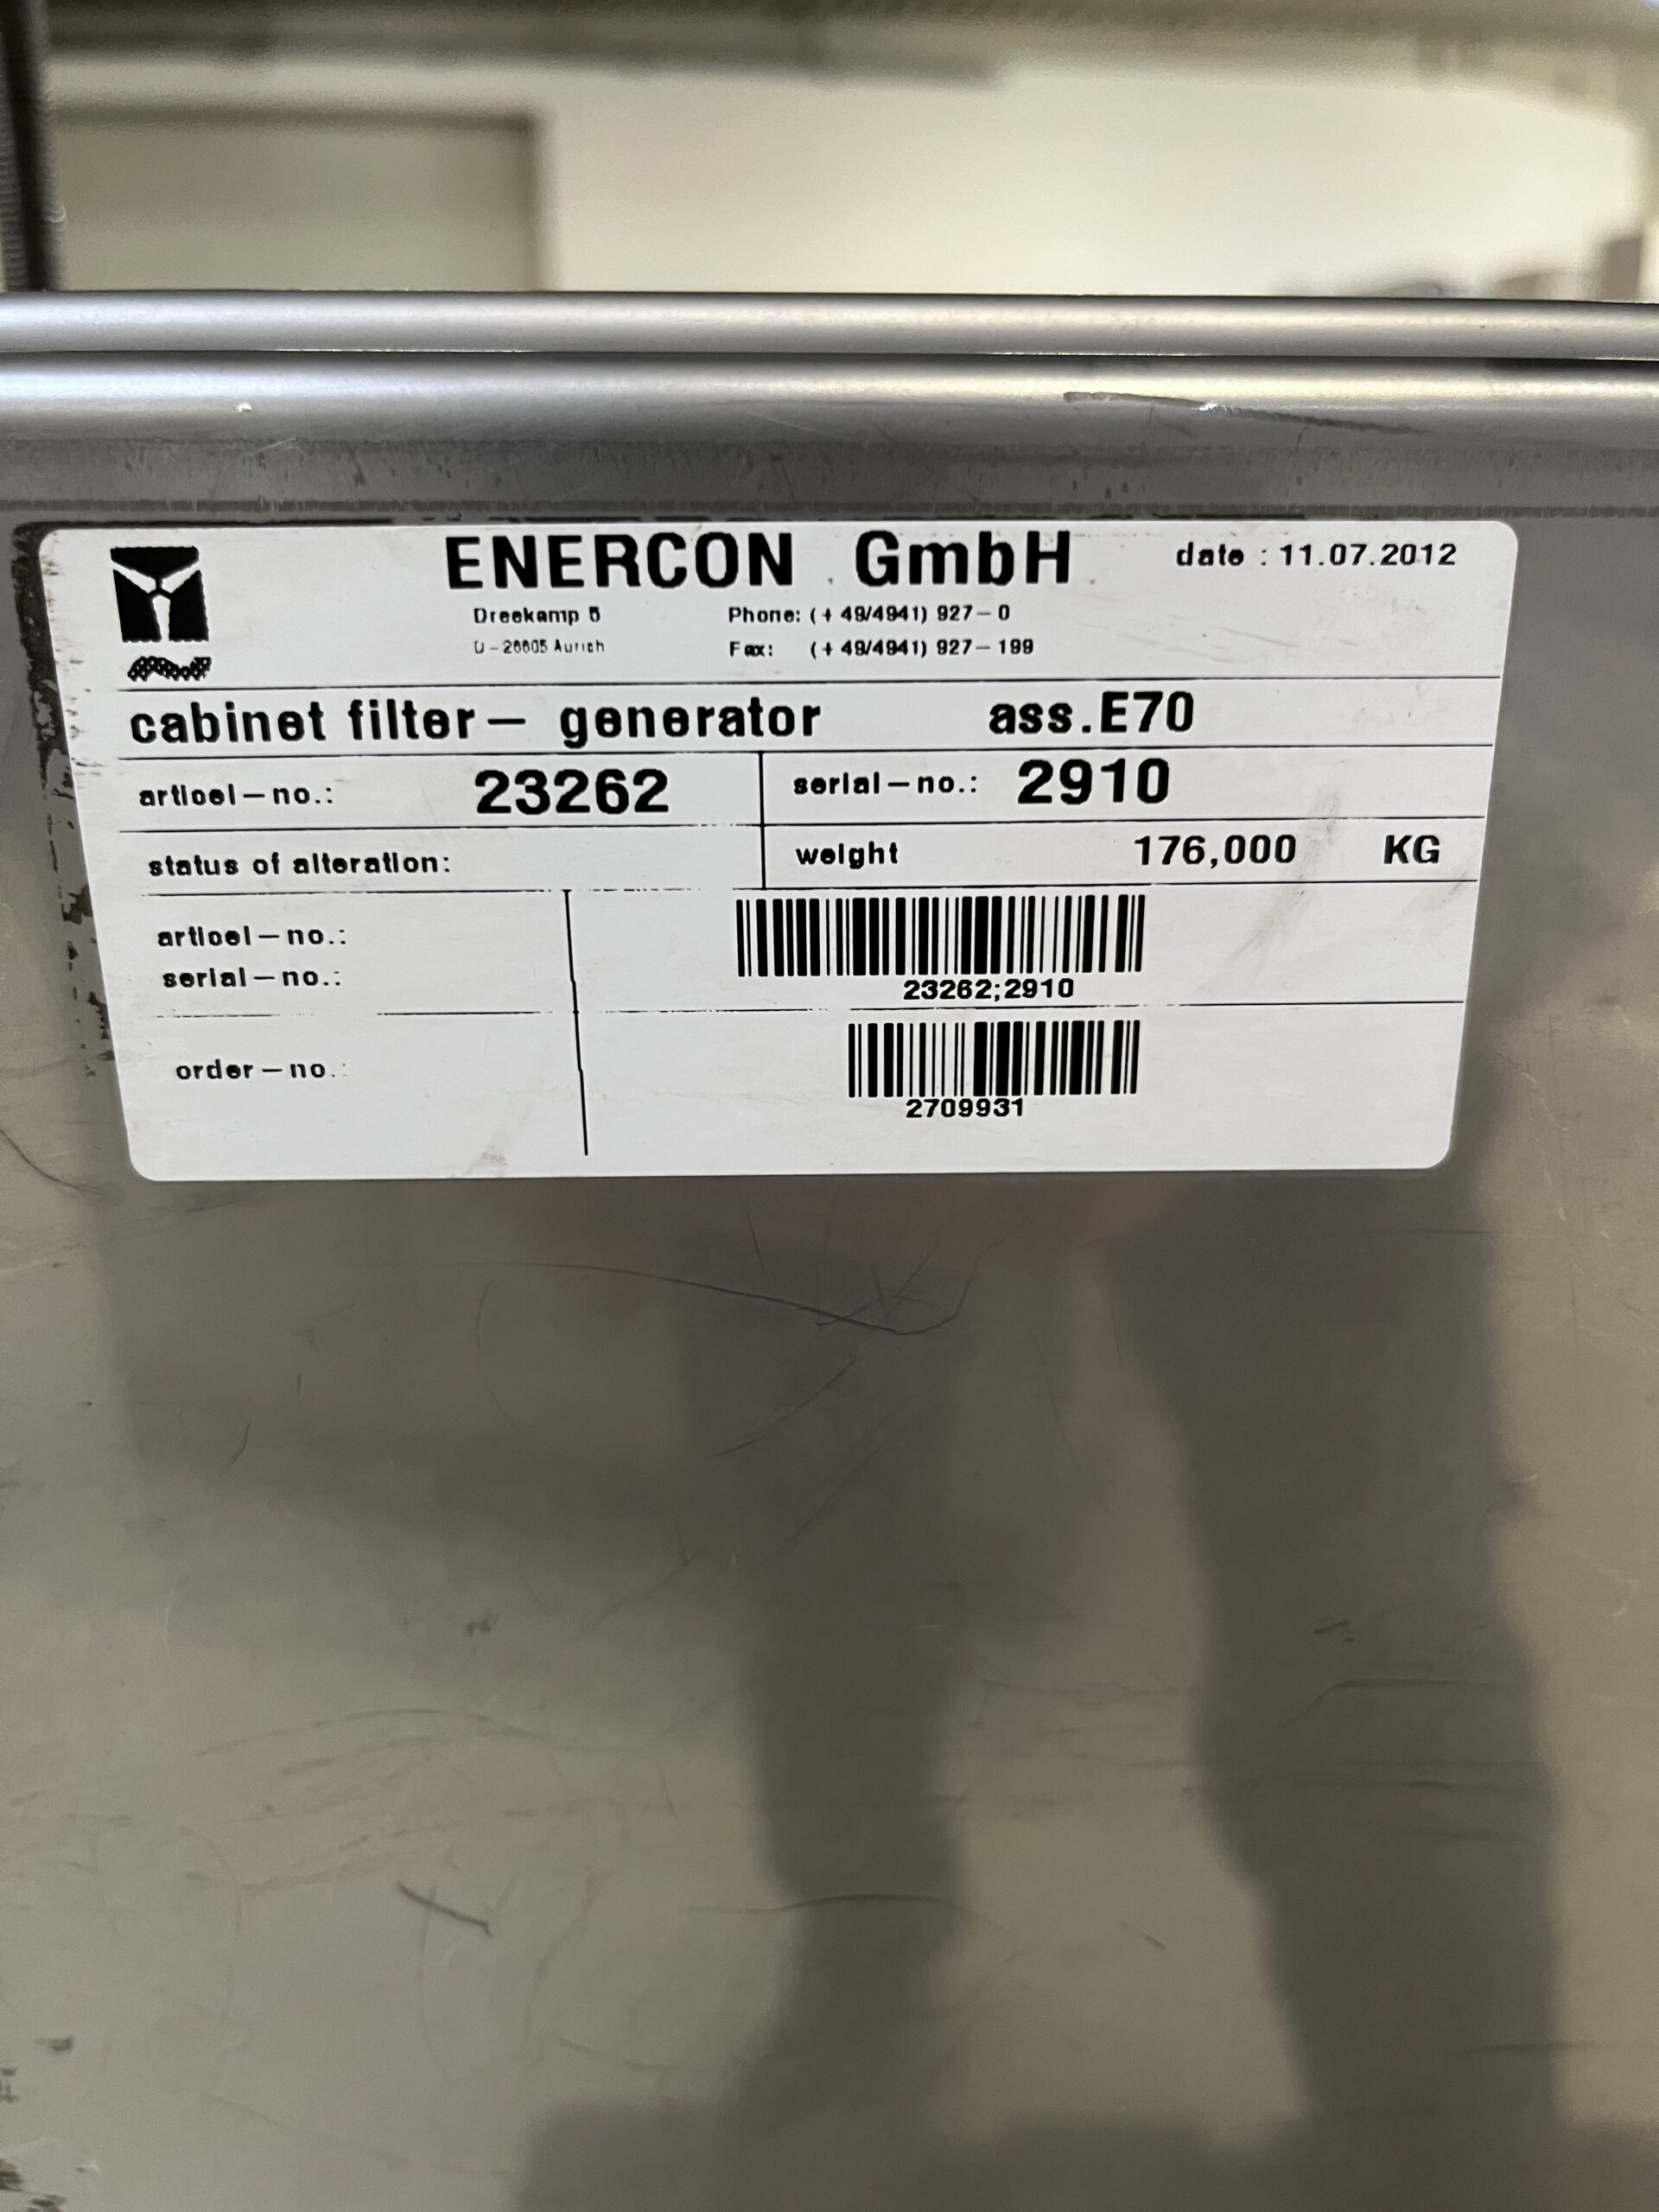 ENERCON GmbH date : 11.07.2012
Dreekamp 5 Phone: (+ 49/4941) 927-0
D-26605 Aurich Fax: (+ 49/4941) 927-199
cabinet filter- generator ass.E70
articel-no.: 23262 serial-no.: 2910
status of alteration: weight 176,000 KG
articel-no.:
serial-no.:
23262;2910
order-no.:
2709931